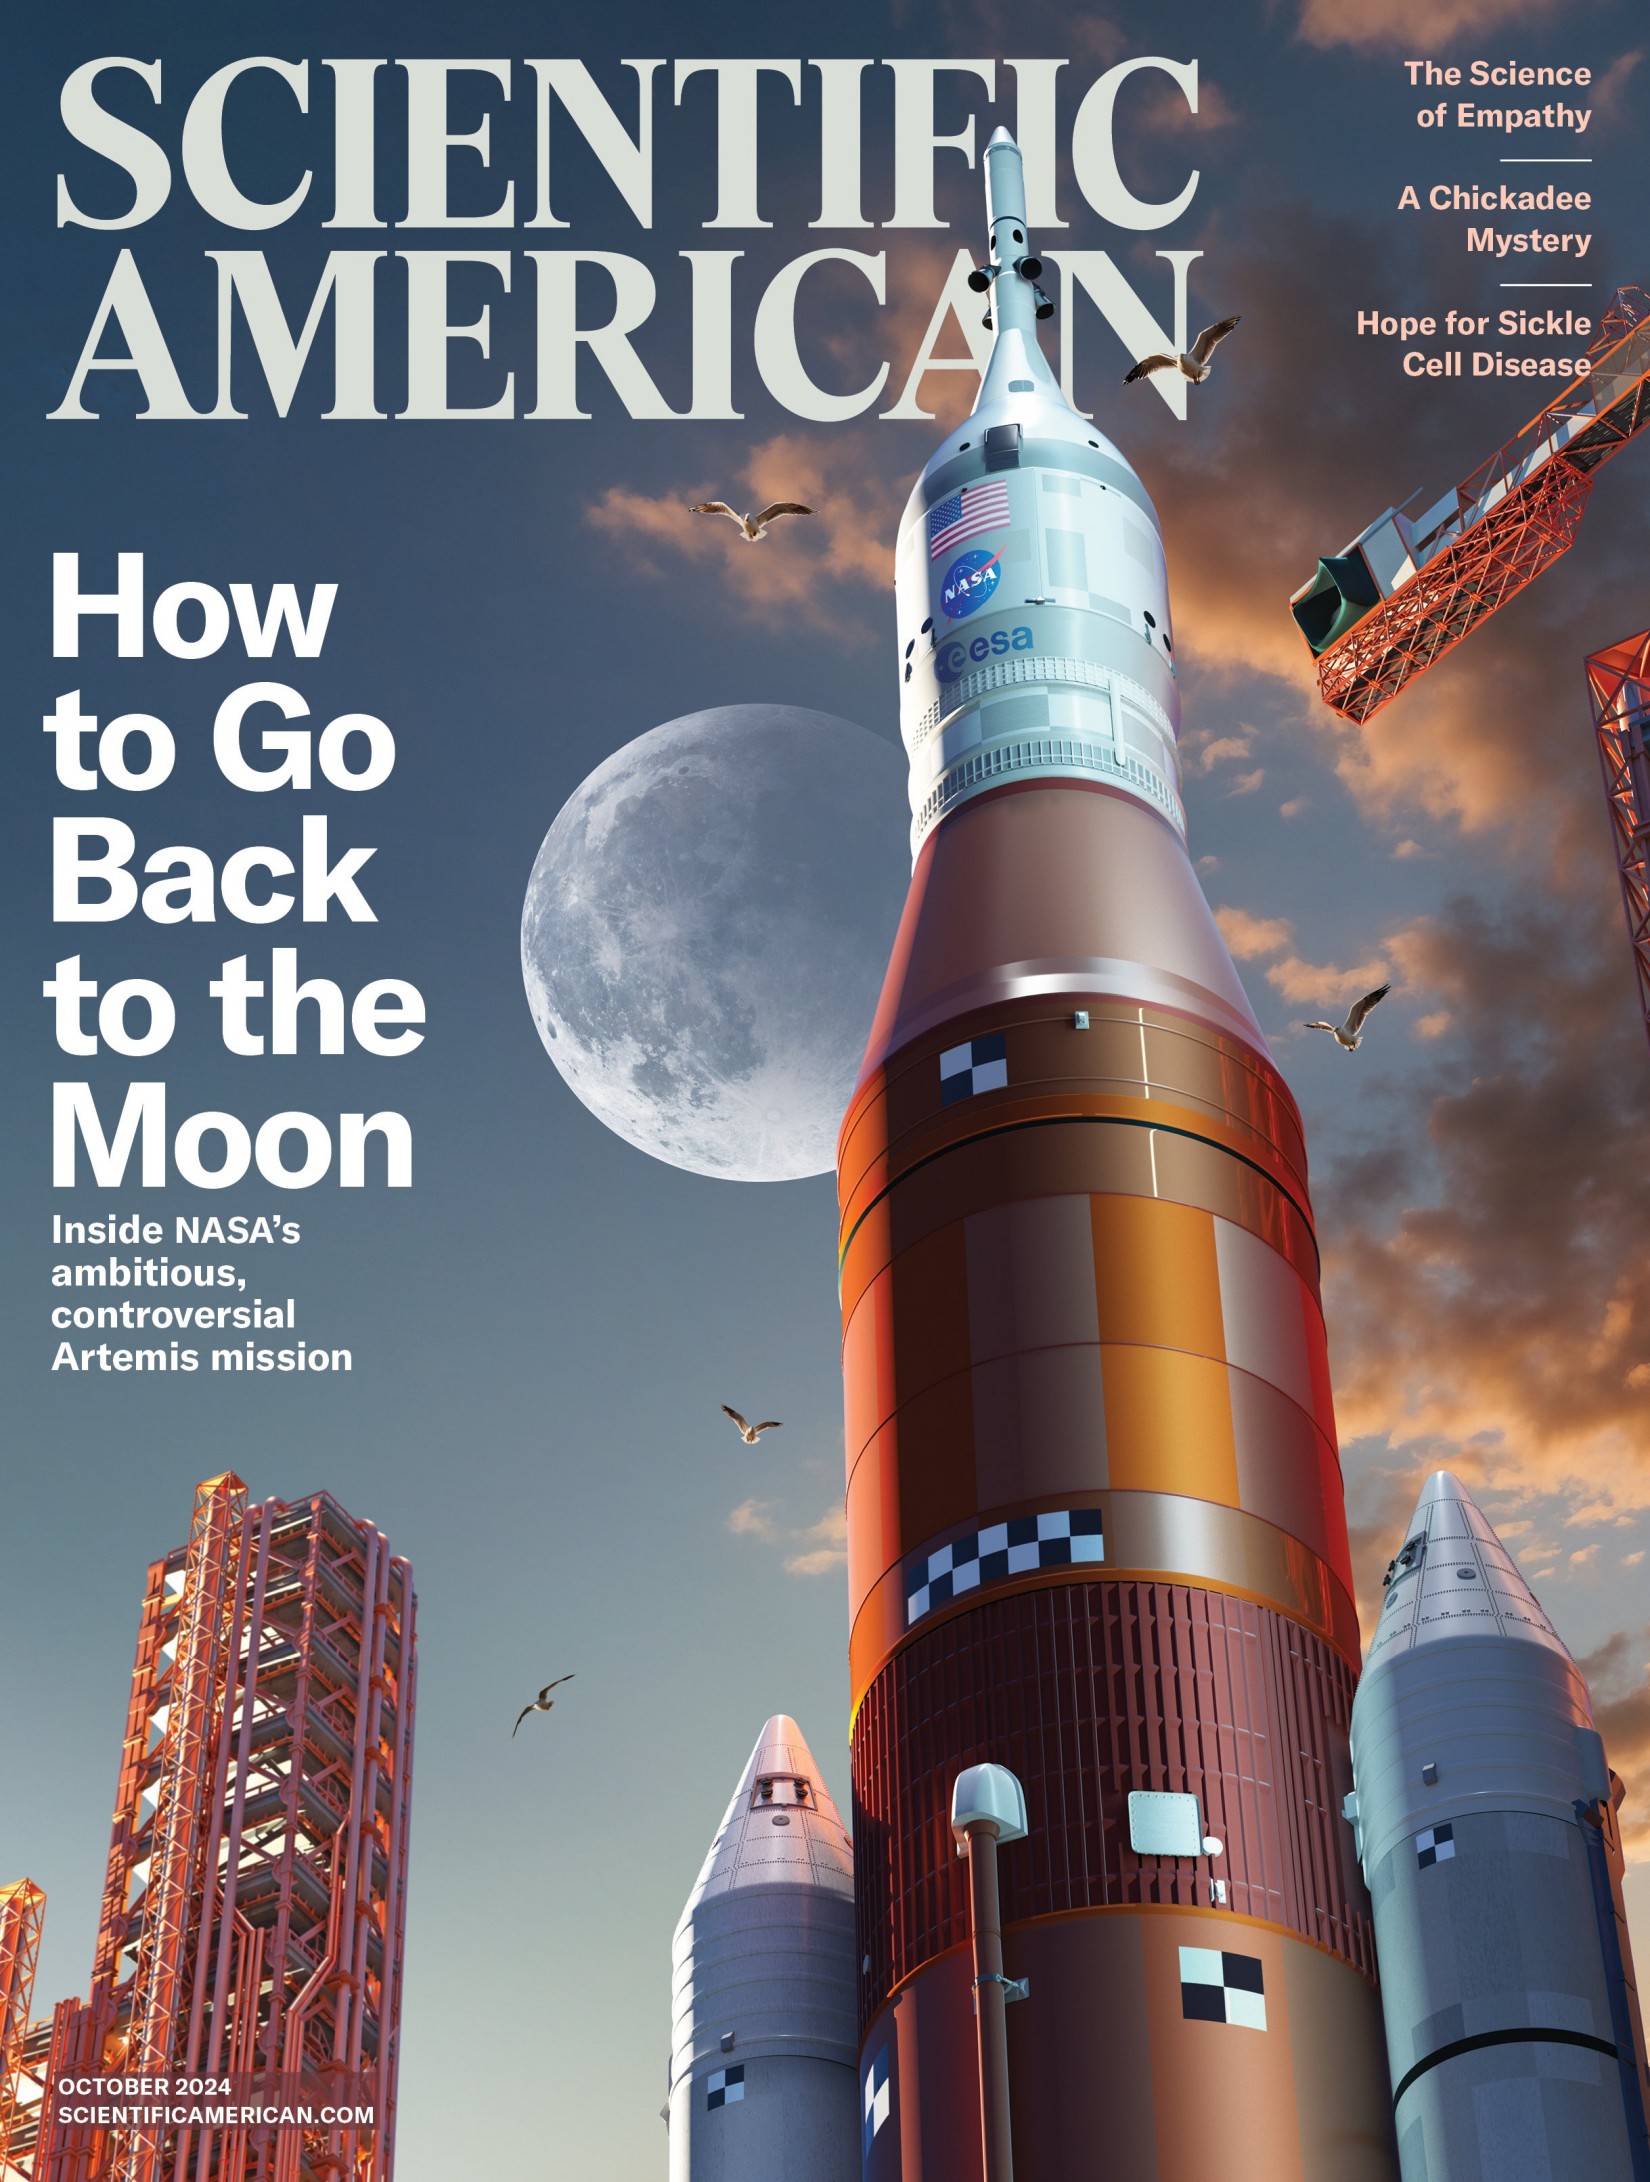 SCIENTIFIC
AMERICAN
The Science
of Empathy
A Chickadee
Mystery
Hope for Sickle
Cell Disease
How
to Go
Back
to the
Moon
Inside NASA’s
ambitious,
controversial
Artemis mission
NASA
esa
OCTOBER 2024
SCIENTIFICAMERICAN.COM